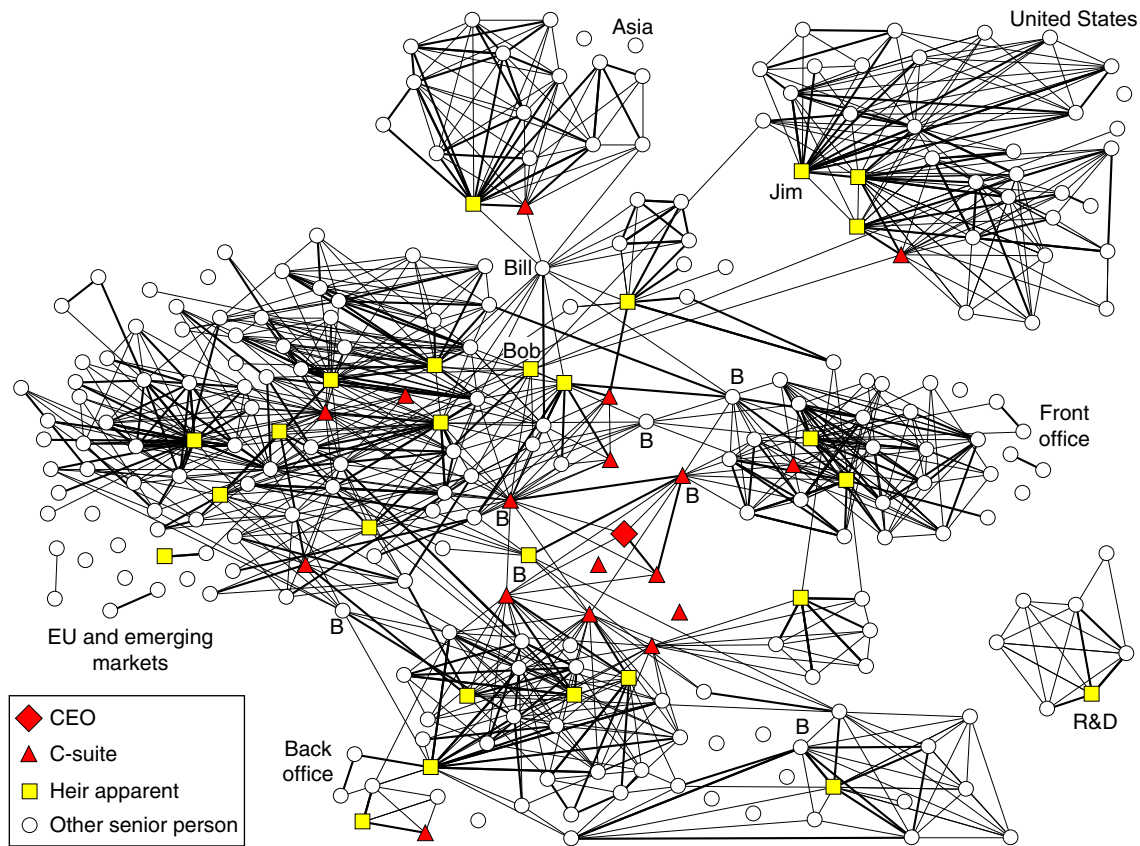 Asia
United States
Jim
Bill
Bob
B
Front
office
B
B
B
B
B
EU and emerging
markets
B
R&D
Back
office
CEO
C-suite
Heir apparent
Other senior person